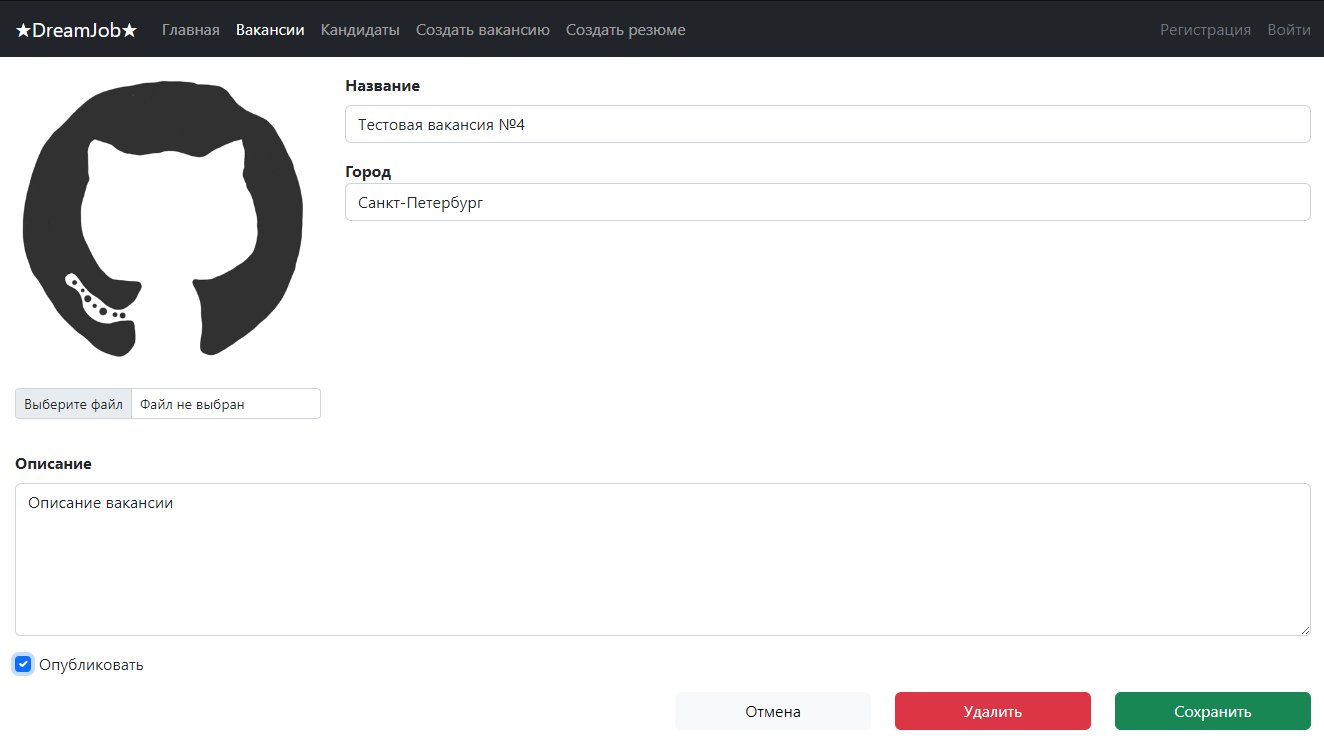 ★DreamJob★ Главная Вакансии Кандидаты Создать вакансию Создать резюме Регистрация Войти
Название
Тестовая вакансия №4
Город
Санкт-Петербург
Выберите файл Файл не выбран
Описание
Описание вакансии
Опубликовать
Отмена Удалить Сохранить